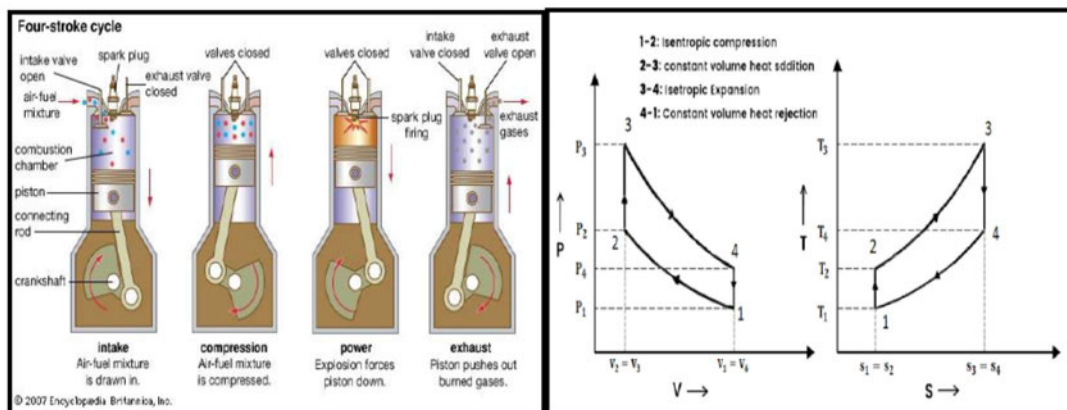 Four-stroke cycle
intake valve
open
air-fuel
mixture
spark plug
exhaust valve
closed
combustion
chamber
piston
connecting
rod
crankshaft
valves closed
valves closed
spark plug
firing
intake
valve closed
exhaust
valve open
exhaust
gases
intake
Air-fuel mixture
is drawn in.
compression
Air-fuel mixture
is compressed.
power
Explosion forces
piston down.
exhaust
Piston pushes out
burned gases.
© 2007 Encyclopædia Britannica, Inc.
1-2: Isentropic compression
2-3: constant volume heat sddition
3-4: Isetropic Expansion
4-1: Constant volume heat rejection
P₃
P₂
P₄
P₁
P
3
2
4
1
V₂ = V₃
V →
T₃
T₄
T₂
T₁
T
3
2
4
1
s₁ = s₂
s₃ = s₄
S →